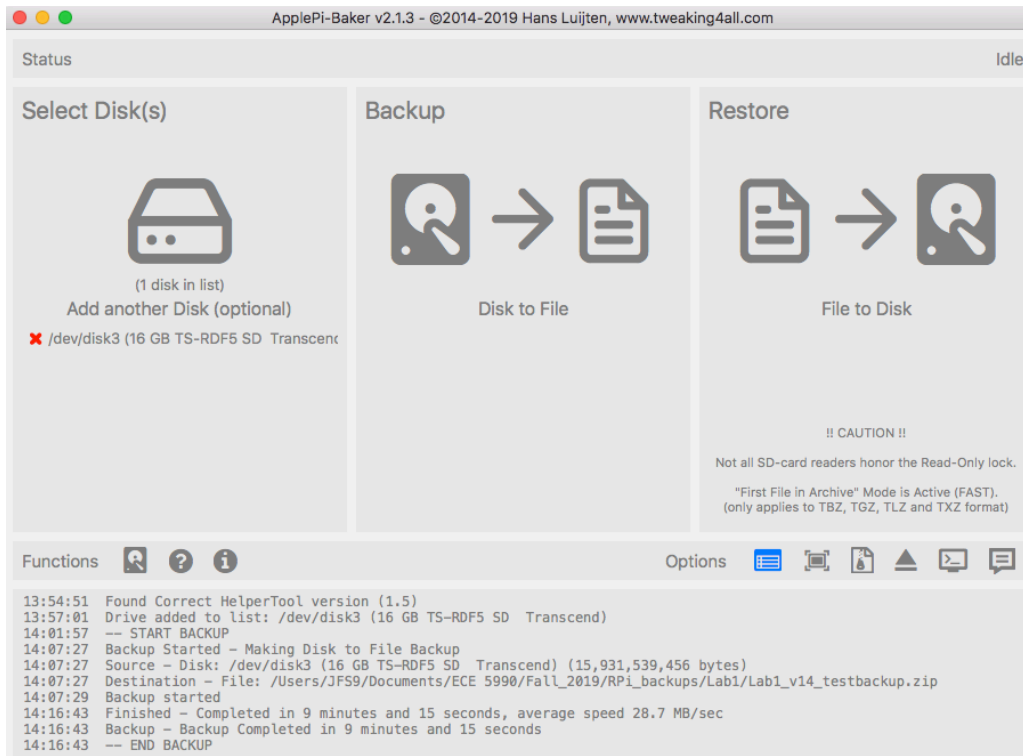 ApplePi-Baker v2.1.3 - ©2014-2019 Hans Luijten, www.tweaking4all.com
Status
Idle
Select Disk(s)
(1 disk in list)
Add another Disk (optional)
/dev/disk3 (16 GB TS-RDF5 SD  Transcend
Backup
Disk to File
Restore
File to Disk
!! CAUTION !!
Not all SD-card readers honor the Read-Only lock.
"First File in Archive" Mode is Active (FAST).
(only applies to TBZ, TGZ, TLZ and TXZ format)
Functions
Options
13:54:51  Found Correct HelperTool version (1.5)
13:57:01  Drive added to list: /dev/disk3 (16 GB TS-RDF5 SD  Transcend)
14:01:57  -- START BACKUP
14:07:27  Backup Started - Making Disk to File Backup
14:07:27  Source - Disk: /dev/disk3 (16 GB TS-RDF5 SD  Transcend) (15,931,539,456 bytes)
14:07:27  Destination - File: /Users/JFS9/Documents/ECE 5990/Fall_2019/RPi_backups/Lab1/Lab1_v14_testbackup.zip
14:07:29  Backup started
14:16:43  Finished - Completed in 9 minutes and 15 seconds, average speed 28.7 MB/sec
14:16:43  Backup - Backup Completed in 9 minutes and 15 seconds
14:16:43  -- END BACKUP